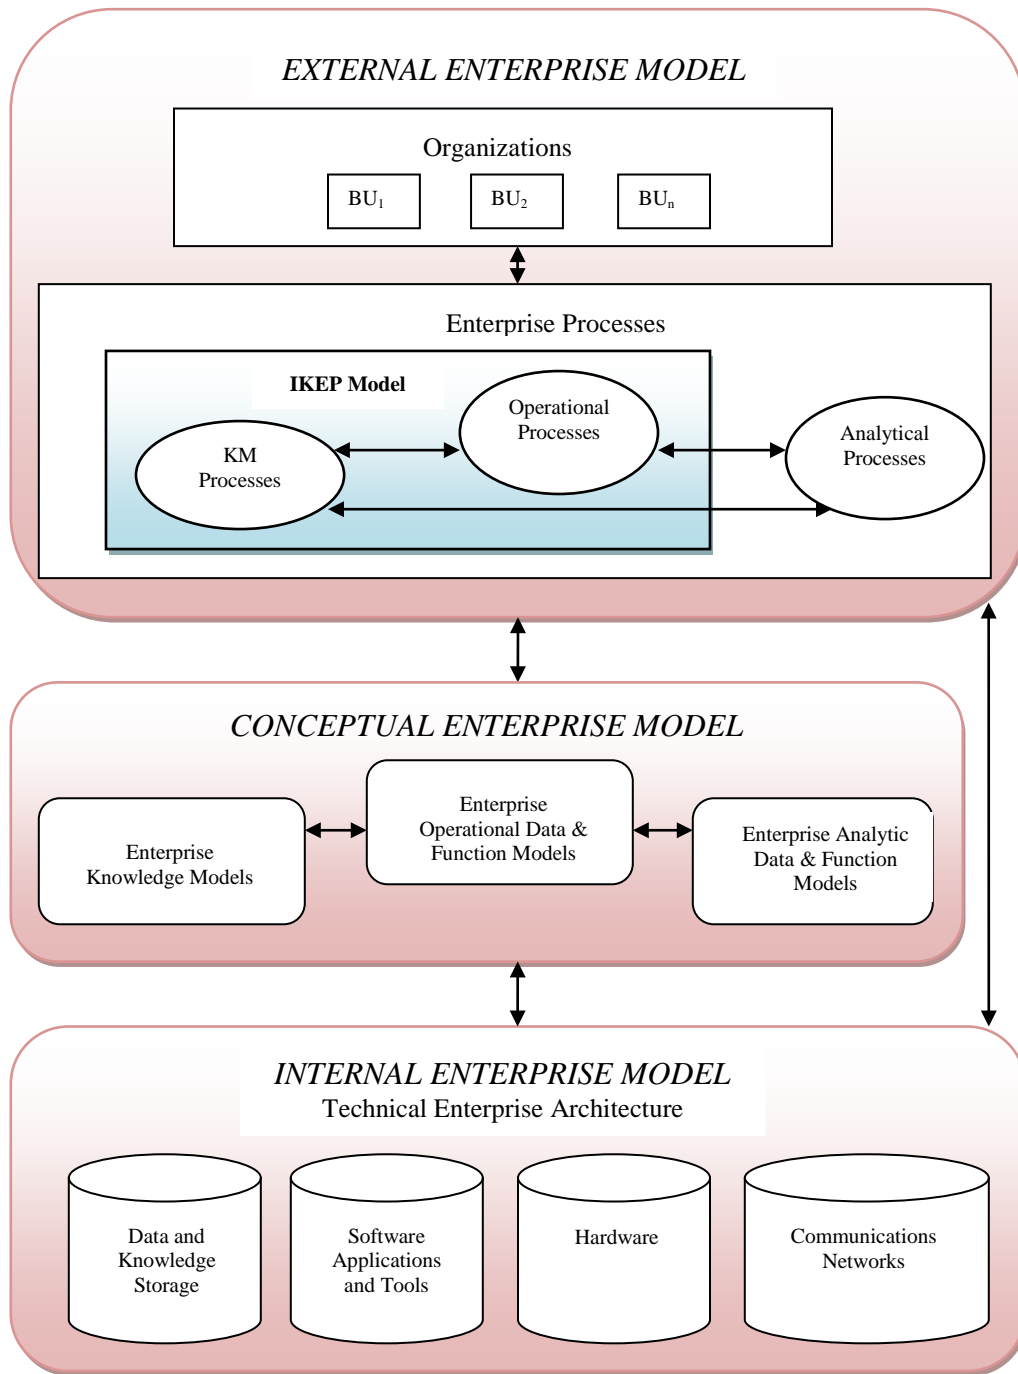 EXTERNAL ENTERPRISE MODEL
Organizations
BU1
BU2
BUn
Enterprise Processes
IKEP Model
KM
Processes
Operational
Processes
Analytical
Processes
CONCEPTUAL ENTERPRISE MODEL
Enterprise
Knowledge Models
Enterprise
Operational Data &
Function Models
Enterprise Analytic
Data & Function
Models
INTERNAL ENTERPRISE MODEL
Technical Enterprise Architecture
Data and
Knowledge
Storage
Software
Applications
and Tools
Hardware
Communications
Networks